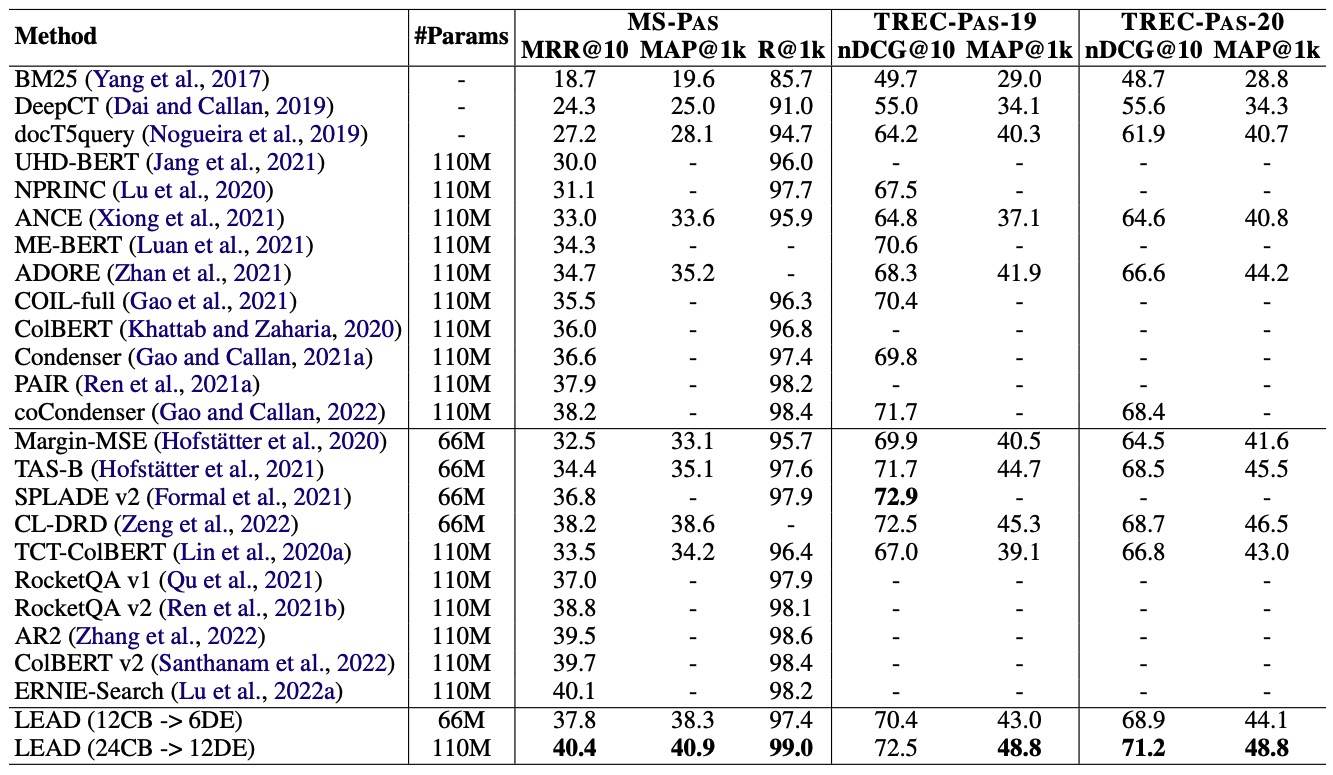 Method #Params MS-PAS TREC-PAS-19 TREC-PAS-20
MRR@10 MAP@1k R@1k nDCG@10 MAP@1k nDCG@10 MAP@1k
BM25 (Yang et al., 2017) - 18.7 19.6 85.7 49.7 29.0 48.7 28.8
DeepCT (Dai and Callan, 2019) - 24.3 25.0 91.0 55.0 34.1 55.6 34.3
docT5query (Nogueira et al., 2019) - 27.2 28.1 94.7 64.2 40.3 61.9 40.7
UHD-BERT (Jang et al., 2021) 110M 30.0 - 96.0 - - - -
NPRINC (Lu et al., 2020) 110M 31.1 - 97.7 67.5 - - -
ANCE (Xiong et al., 2021) 110M 33.0 33.6 95.9 64.8 37.1 64.6 40.8
ME-BERT (Luan et al., 2021) 110M 34.3 - - 70.6 - - -
ADORE (Zhan et al., 2021) 110M 34.7 35.2 - 68.3 41.9 66.6 44.2
COIL-full (Gao et al., 2021) 110M 35.5 - 96.3 70.4 - - -
ColBERT (Khattab and Zaharia, 2020) 110M 36.0 - 96.8 - - - -
Condenser (Gao and Callan, 2021a) 110M 36.6 - 97.4 69.8 - - -
PAIR (Ren et al., 2021a) 110M 37.9 - 98.2 - - - -
coCondenser (Gao and Callan, 2022) 110M 38.2 - 98.4 71.7 - 68.4 -
Margin-MSE (Hofstätter et al., 2020) 66M 32.5 33.1 95.7 69.9 40.5 64.5 41.6
TAS-B (Hofstätter et al., 2021) 66M 34.4 35.1 97.6 71.7 44.7 68.5 45.5
SPLADE v2 (Formal et al., 2021) 66M 36.8 - 97.9 72.9 - - -
CL-DRD (Zeng et al., 2022) 66M 38.2 38.6 - 72.5 45.3 68.7 46.5
TCT-ColBERT (Lin et al., 2020a) 110M 33.5 34.2 96.4 67.0 39.1 66.8 43.0
RocketQA v1 (Qu et al., 2021) 110M 37.0 - 97.9 - - - -
RocketQA v2 (Ren et al., 2021b) 110M 38.8 - 98.1 - - - -
AR2 (Zhang et al., 2022) 110M 39.5 - 98.6 - - - -
ColBERT v2 (Santhanam et al., 2022) 110M 39.7 - 98.4 - - - -
ERNIE-Search (Lu et al., 2022a) 110M 40.1 - 98.2 - - - -
LEAD (12CB -> 6DE) 66M 37.8 38.3 97.4 70.4 43.0 68.9 44.1
LEAD (24CB -> 12DE) 110M 40.4 40.9 99.0 72.5 48.8 71.2 48.8